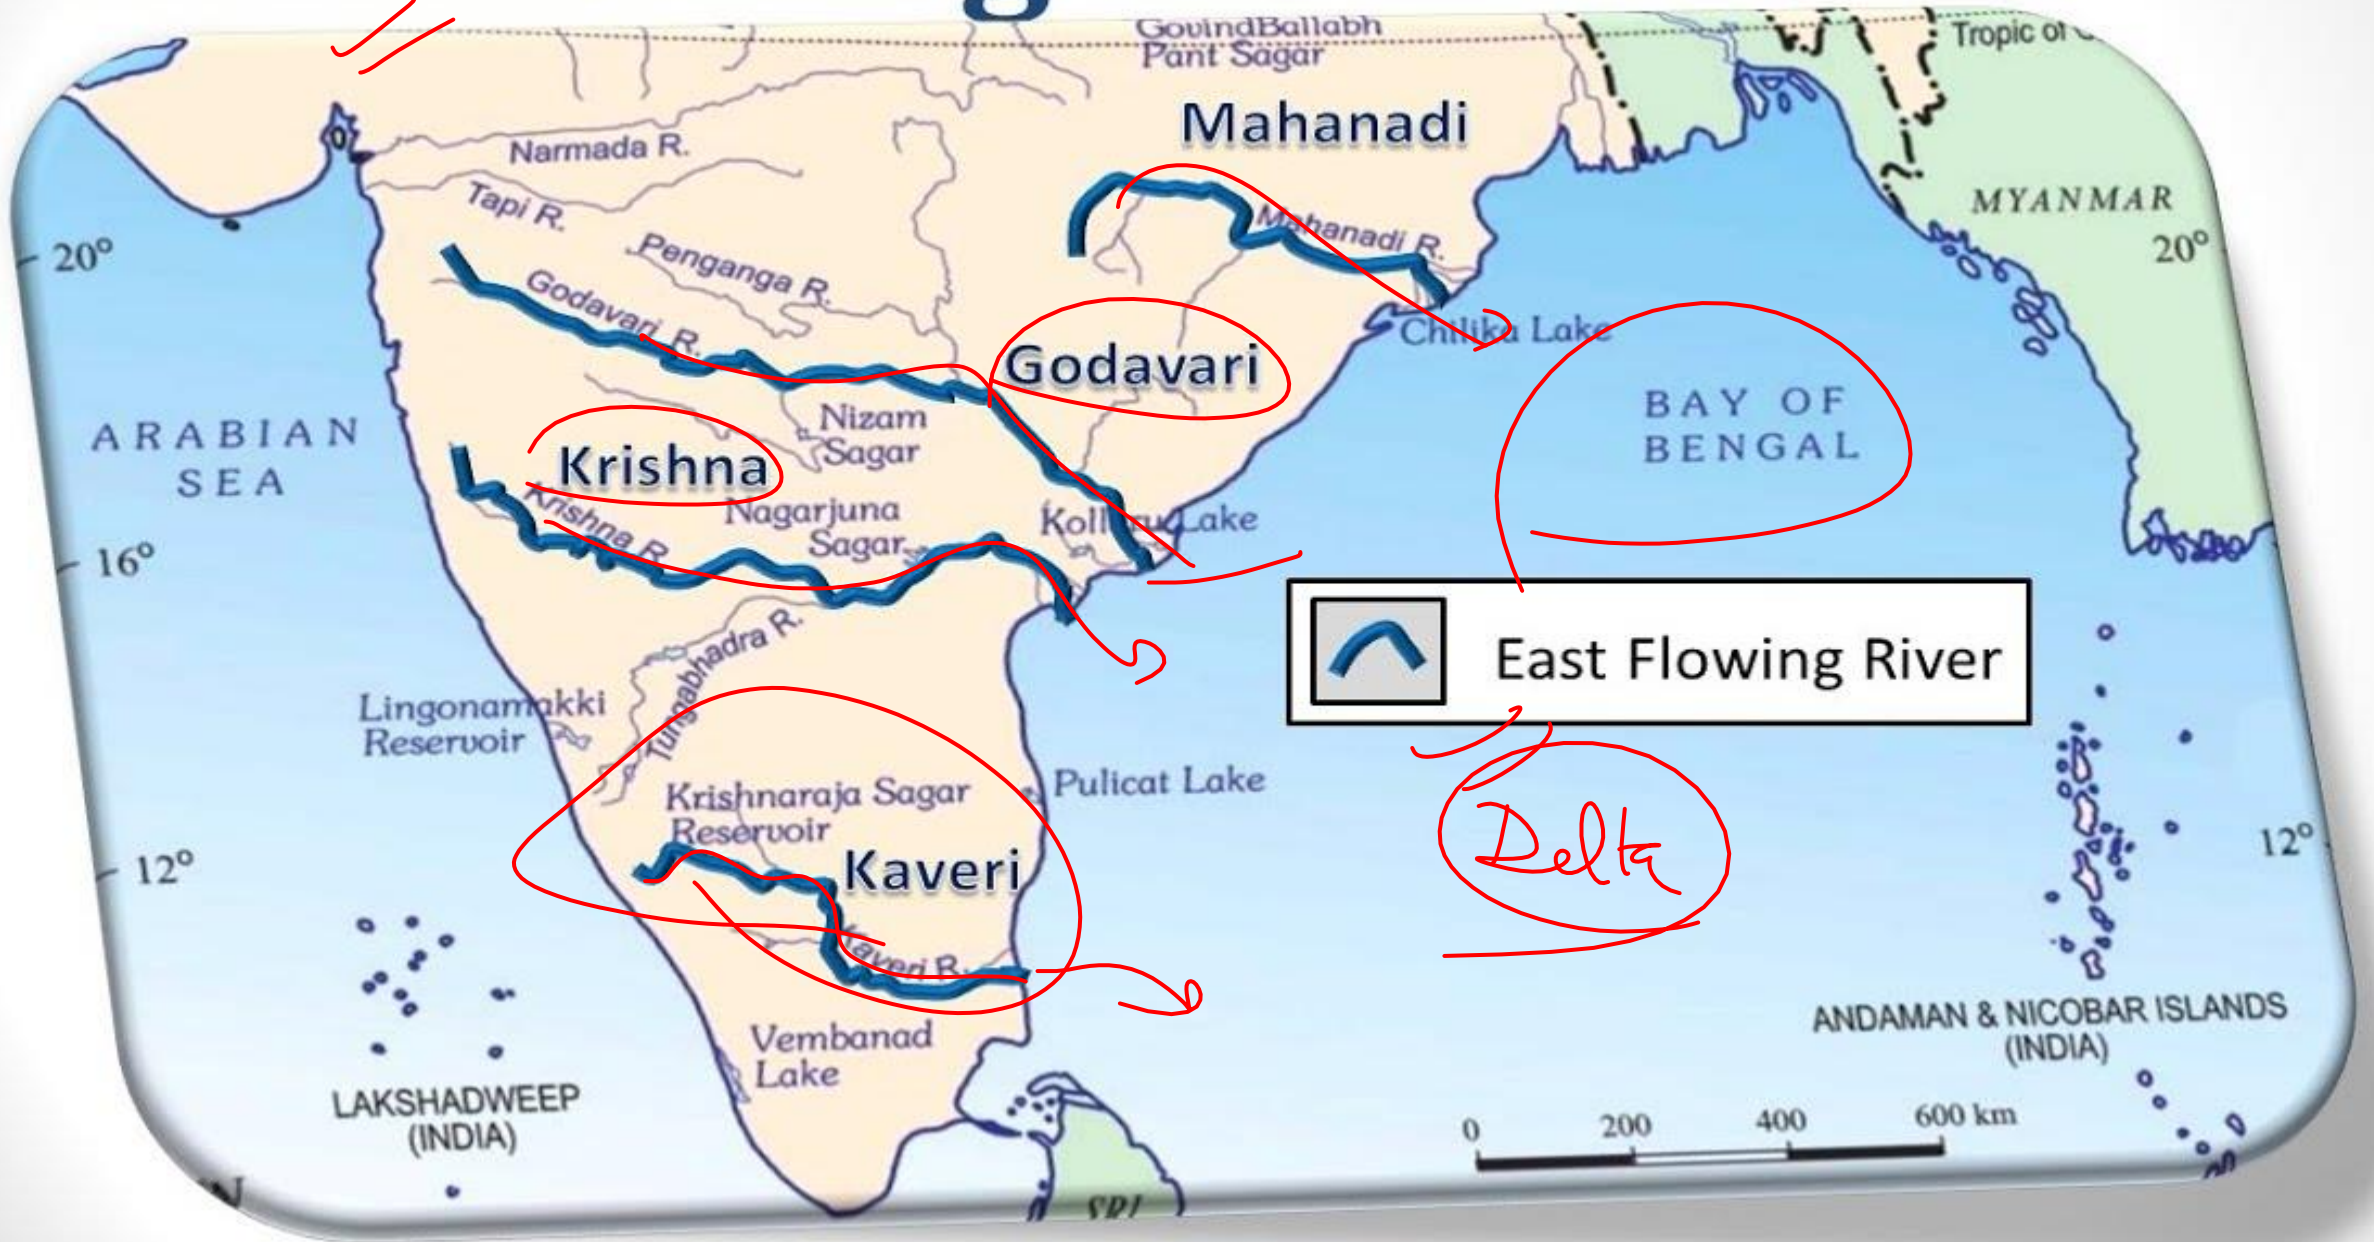 GovindBallabh
Pant Sagar
Tropic of
Mahanadi
Narmada R.
Tapi R.
Mahanadi R.
MYANMAR
20°
20°
Penganga R.
Godavari R.
Chilika Lake
Godavari
BAY OF
BENGAL
ARABIAN
SEA
Nizam
Sagar
Krishna
Krishna R.
Nagarjuna
Sagar
Kolleru Lake
16°
East Flowing River
Tungabhadra R.
Lingonamakki
Reservoir
Pulicat Lake
Krishnaraja Sagar
Reservoir
Delta
Kaveri
12°
12°
Kaveri R.
Vembanad
Lake
ANDAMAN & NICOBAR ISLANDS
(INDIA)
LAKSHADWEEP
(INDIA)
0 200 400 600 km
SRI